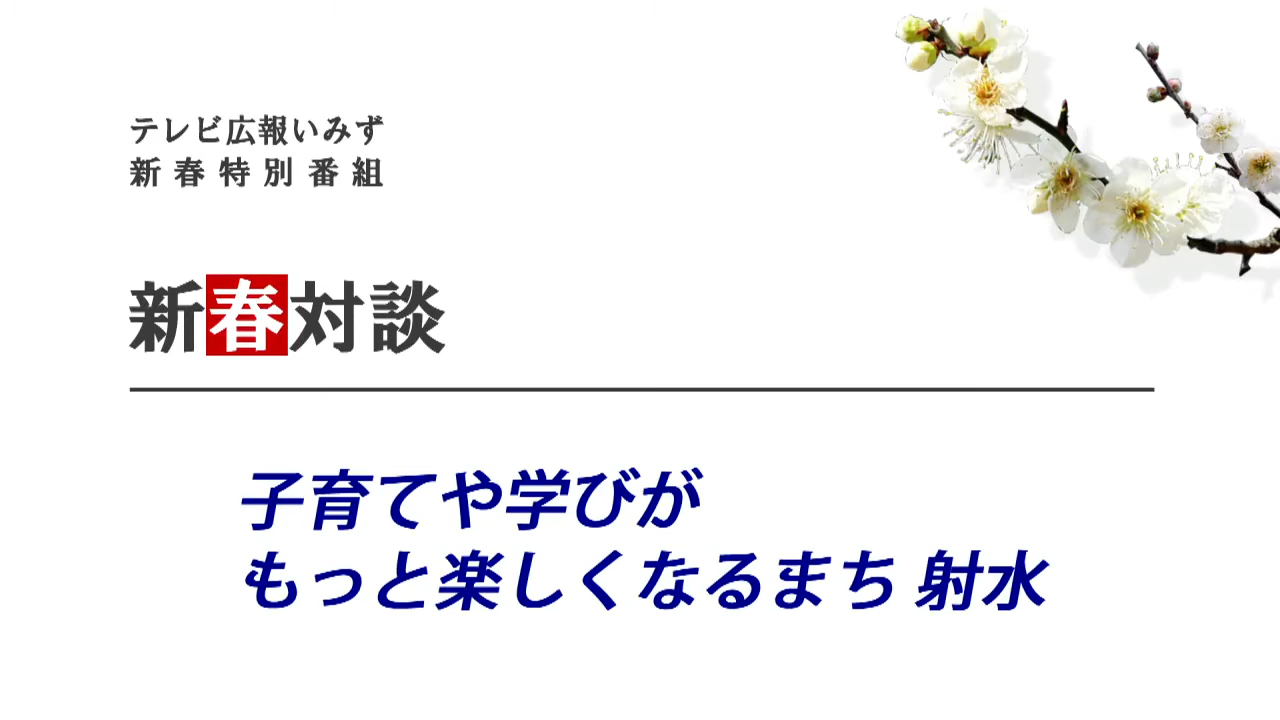 テレビ広報いみず
新春特別番組
新春対談
子育てや学びが
もっと楽しくなるまち 射水